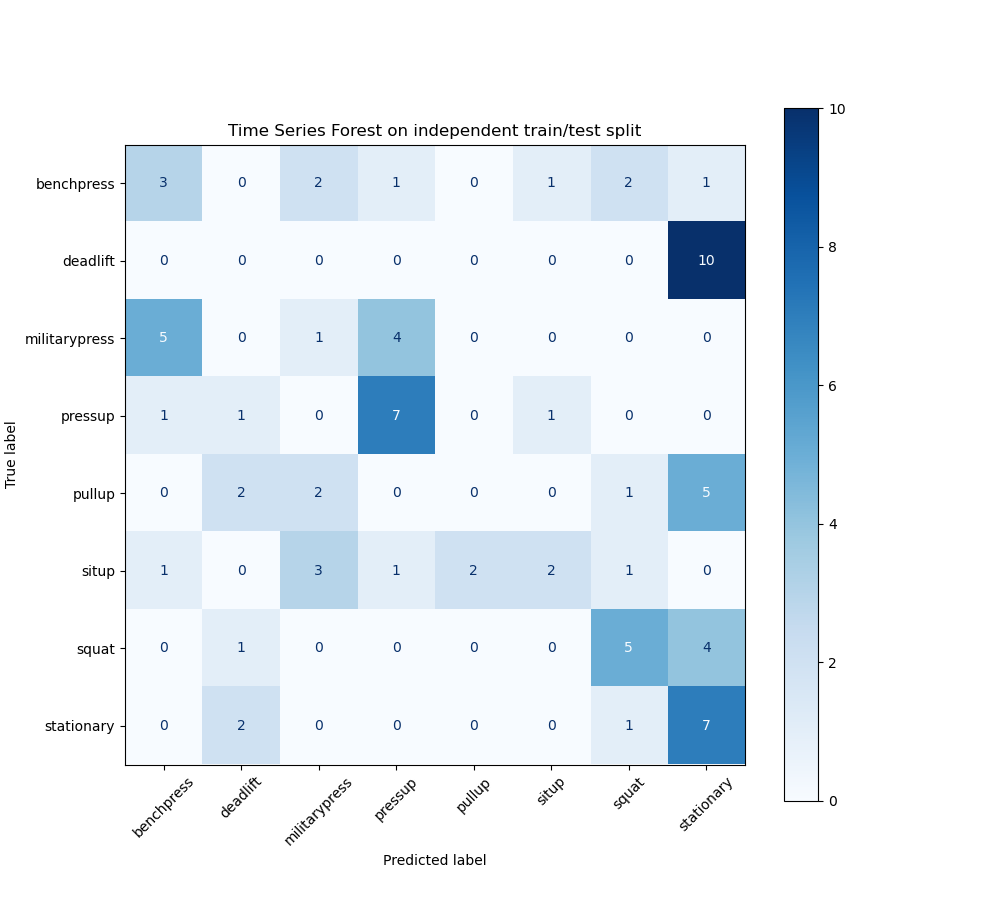 Time Series Forest on independent train/test split
True label
benchpress 3 0 2 1 0 1 2 1
deadlift 0 0 0 0 0 0 0 10
militarypress 5 0 1 4 0 0 0 0
pressup 1 1 0 7 0 1 0 0
pullup 0 2 2 0 0 0 1 5
situp 1 0 3 1 2 2 1 0
squat 0 1 0 0 0 0 5 4
stationary 0 2 0 0 0 0 1 7
benchpress deadlift militarypress pressup pullup situp squat stationary
Predicted label
10
8
6
4
2
0